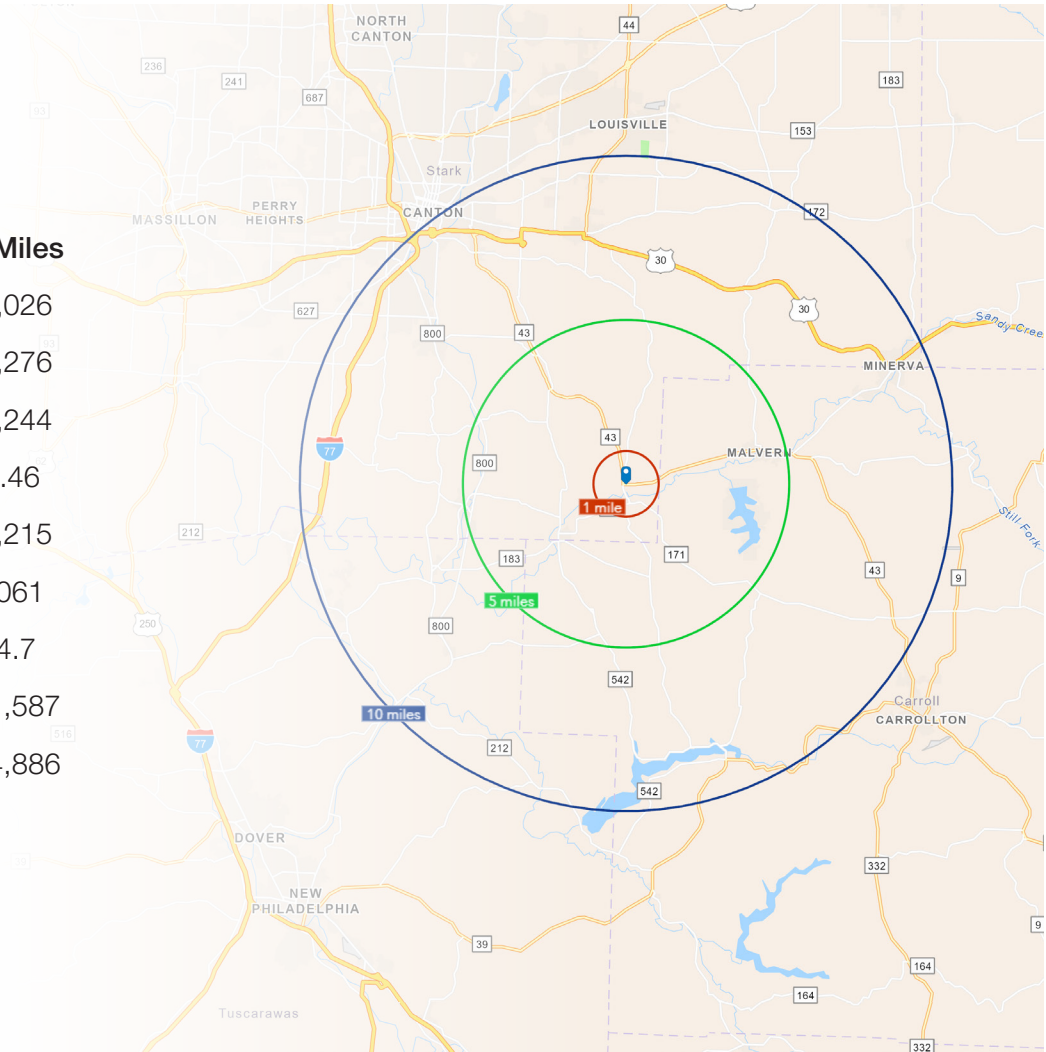 44
NORTH
CANTON
236
241
183
687
93
LOUISVILLE
153
Stark
PERRY
HEIGHTS
CANTON
172
MASSILLON
Miles
30
,026
627
30
Sandy Cree
800
43
,276
MINERVA
,244
43
77
MALVERN
800
.46
1 mile
,215
212
Still Fork
183
171
43
9
061
5 miles
250
800
4.7
542
Carroll
,587
10 miles
CARROLLTON
516
77
212
,886
542
DOVER
332
NEW
PHILADELPHIA
9
39
164
164
Tuscarawas
332